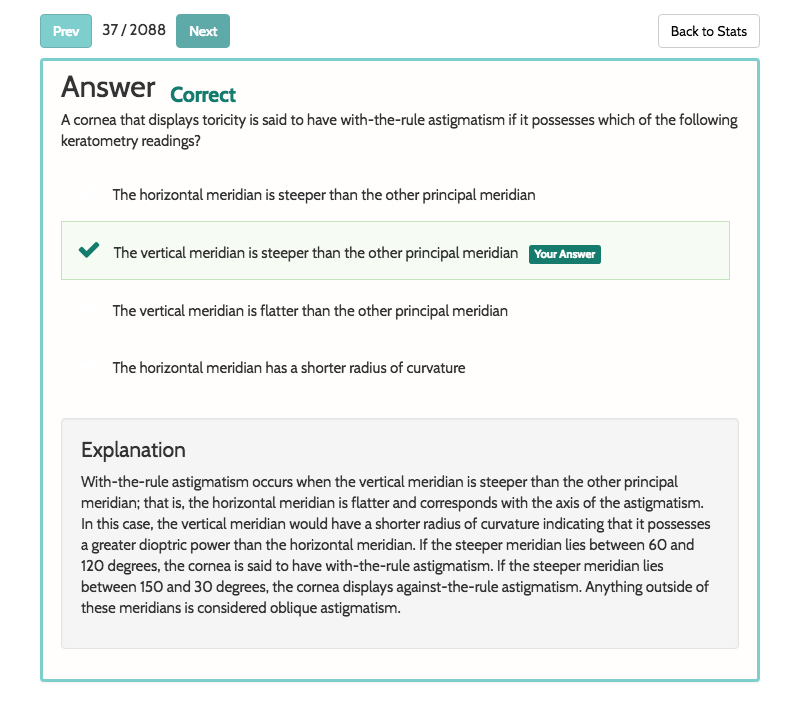 Prev 37 / 2088 Next Back to Stats
Answer Correct
A cornea that displays toricity is said to have with-the-rule astigmatism if it possesses which of the following
keratometry readings?
The horizontal meridian is steeper than the other principal meridian
The vertical meridian is steeper than the other principal meridian Your Answer
The vertical meridian is flatter than the other principal meridian
The horizontal meridian has a shorter radius of curvature
Explanation
With-the-rule astigmatism occurs when the vertical meridian is steeper than the other principal
meridian; that is, the horizontal meridian is flatter and corresponds with the axis of the astigmatism.
In this case, the vertical meridian would have a shorter radius of curvature indicating that it possesses
a greater dioptric power than the horizontal meridian. If the steeper meridian lies between 60 and
120 degrees, the cornea is said to have with-the-rule astigmatism. If the steeper meridian lies
between 150 and 30 degrees, the cornea displays against-the-rule astigmatism. Anything outside of
these meridians is considered oblique astigmatism.